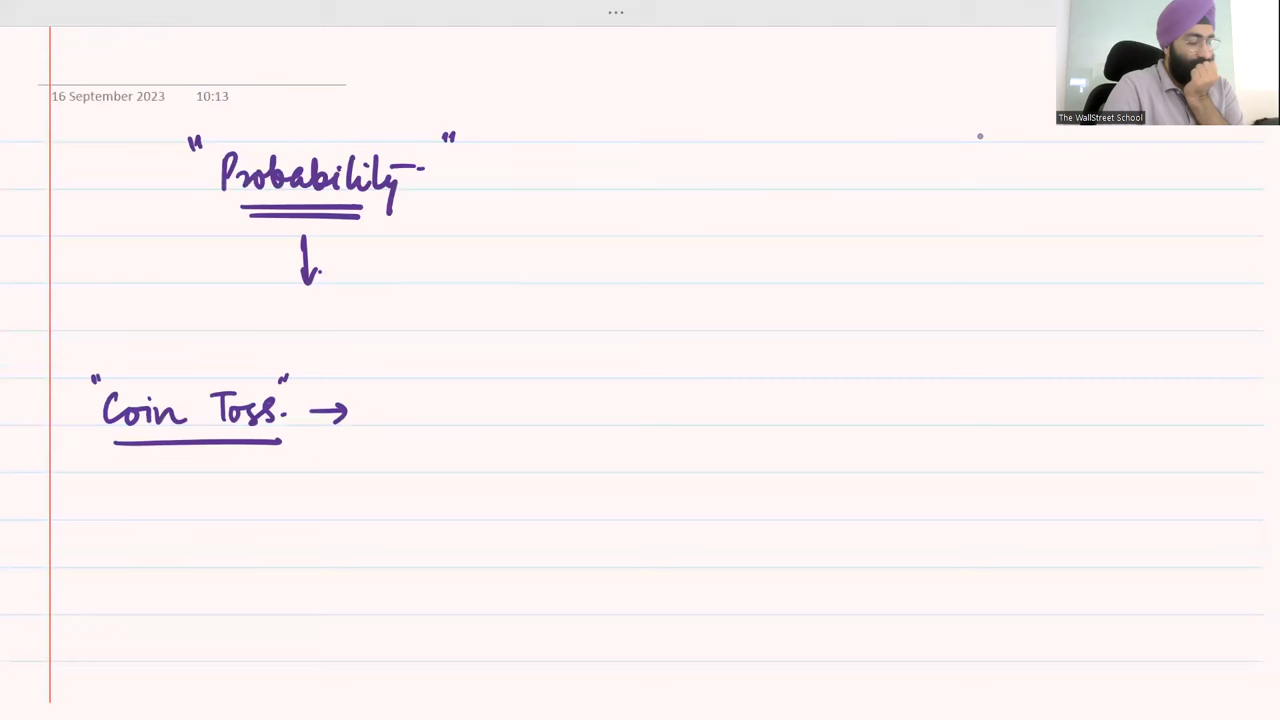 The WallStreet School
16 September 2023 10:13
"Probability"
"Coin Toss." →